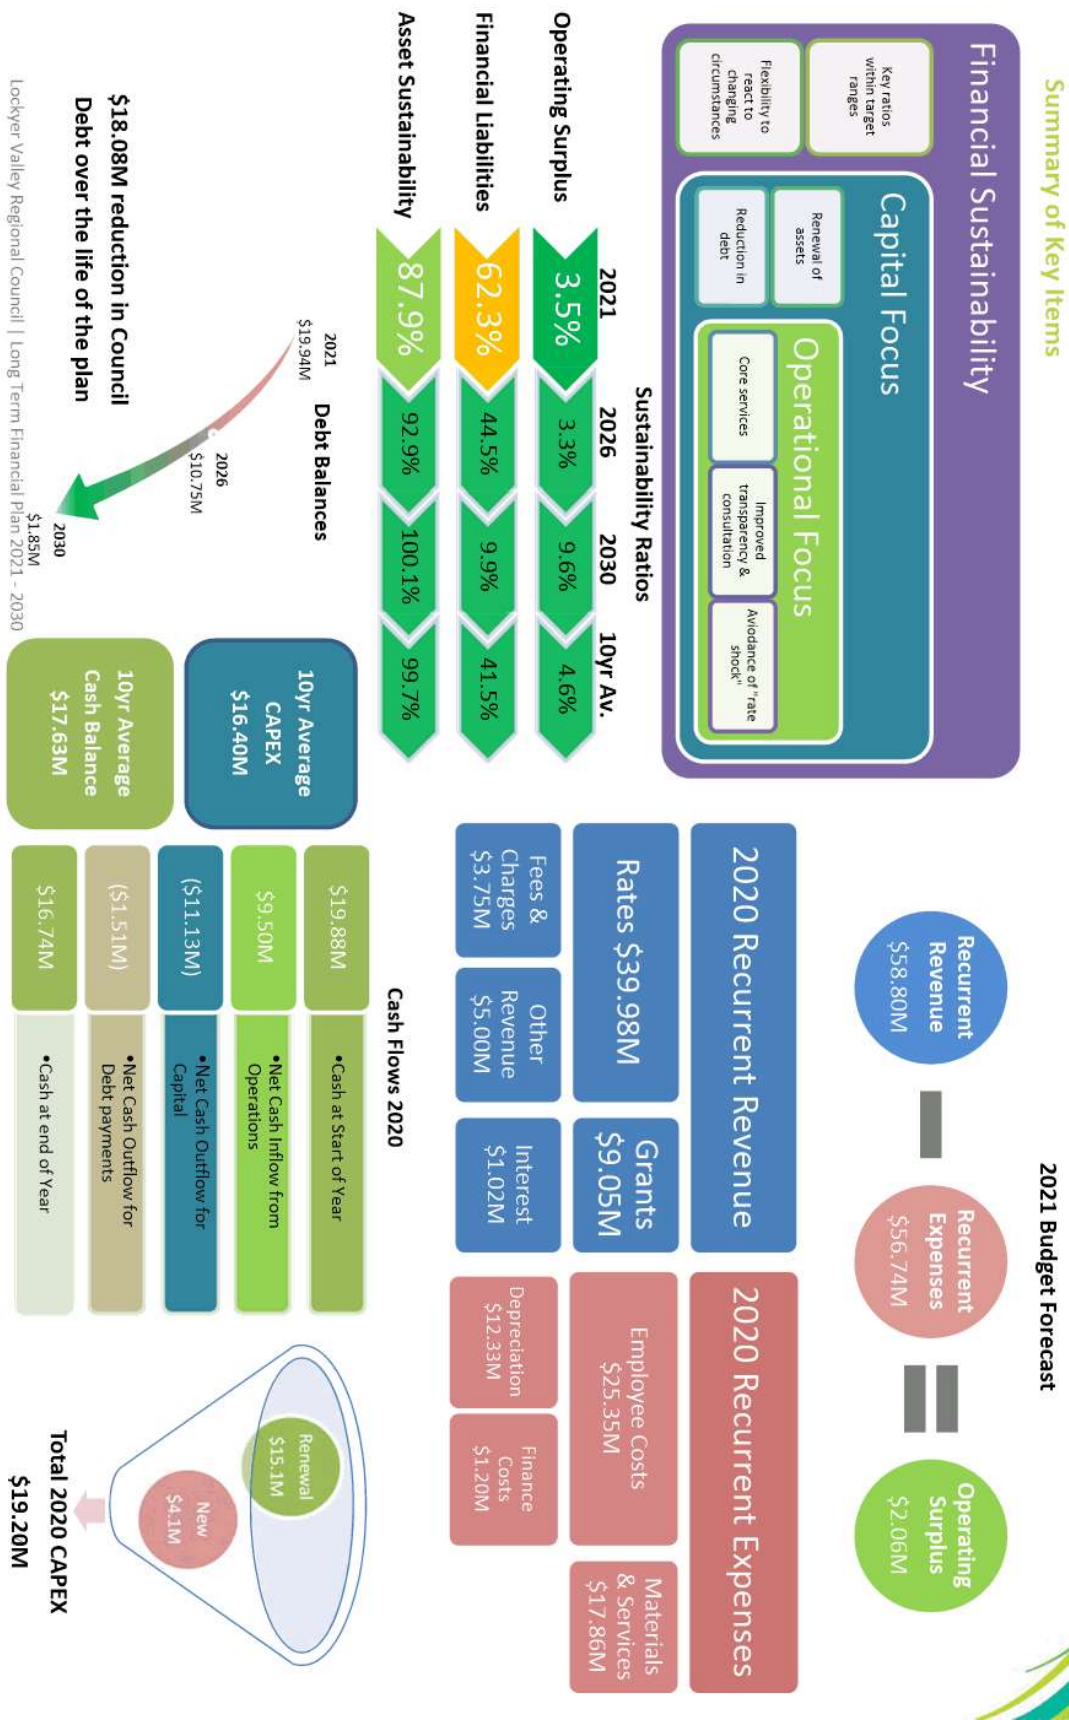 Summary of Key Items
Financial Sustainability
Key ratios
within target
ranges
Flexibility to
react to
changing
circumstances
Capital Focus
Renewal of
assets
Reduction in
debt
Operational Focus
Core services
Improved
transparency &
consultation
Aviodance of "rate
shock"
2021 Budget Forecast
Recurrent
Revenue
$58.80M
Recurrent
Expenses
$56.74M
Operating
Surplus
$2.06M
2020 Recurrent Revenue
Rates $39.98M
Grants
$9.05M
Fees &
Charges
$3.75M
Other
Revenue
$5.00M
Interest
$1.02M
2020 Recurrent Expenses
Employee Costs
$25.35M
Materials
& Services
$17.86M
Depreciation
$12.33M
Finance
Costs
$1.20M
Sustainability Ratios
2021
2026
2030
10yr Av.
Operating Surplus
3.5%
3.3%
9.6%
4.6%
Financial Liabilities
62.3%
44.5%
9.9%
41.5%
Asset Sustainability
87.9%
92.9%
100.1%
99.7%
Debt Balances
2021
$19.94M
2026
$10.75M
2030
$1.85M
$18.08M reduction in Council
Debt over the life of the plan
10yr Average
CAPEX
$16.40M
10yr Average
Cash Balance
$17.63M
Cash Flows 2020
$19.88M
•Cash at Start of Year
$9.50M
•Net Cash Inflow from
Operations
($11.13M)
•Net Cash Outflow for
Capital
($1.51M)
•Net Cash Outflow for
Debt payments
$16.74M
•Cash at end of Year
Renewal
$15.1M
New
$4.1M
Total 2020 CAPEX
$19.20M
Lockyer Valley Regional Council | Long Term Financial Plan 2021 - 2030